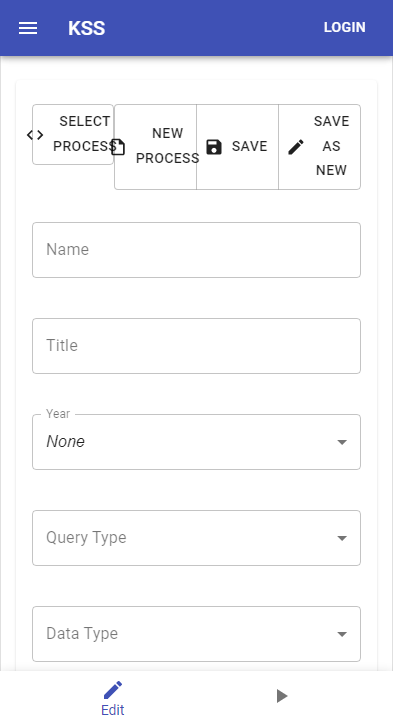 KSS
LOGIN
SELECT
PROCESS
NEW
PROCESS
SAVE
SAVE
AS
NEW
Name
Title
Year
None
Query Type
Data Type
Edit